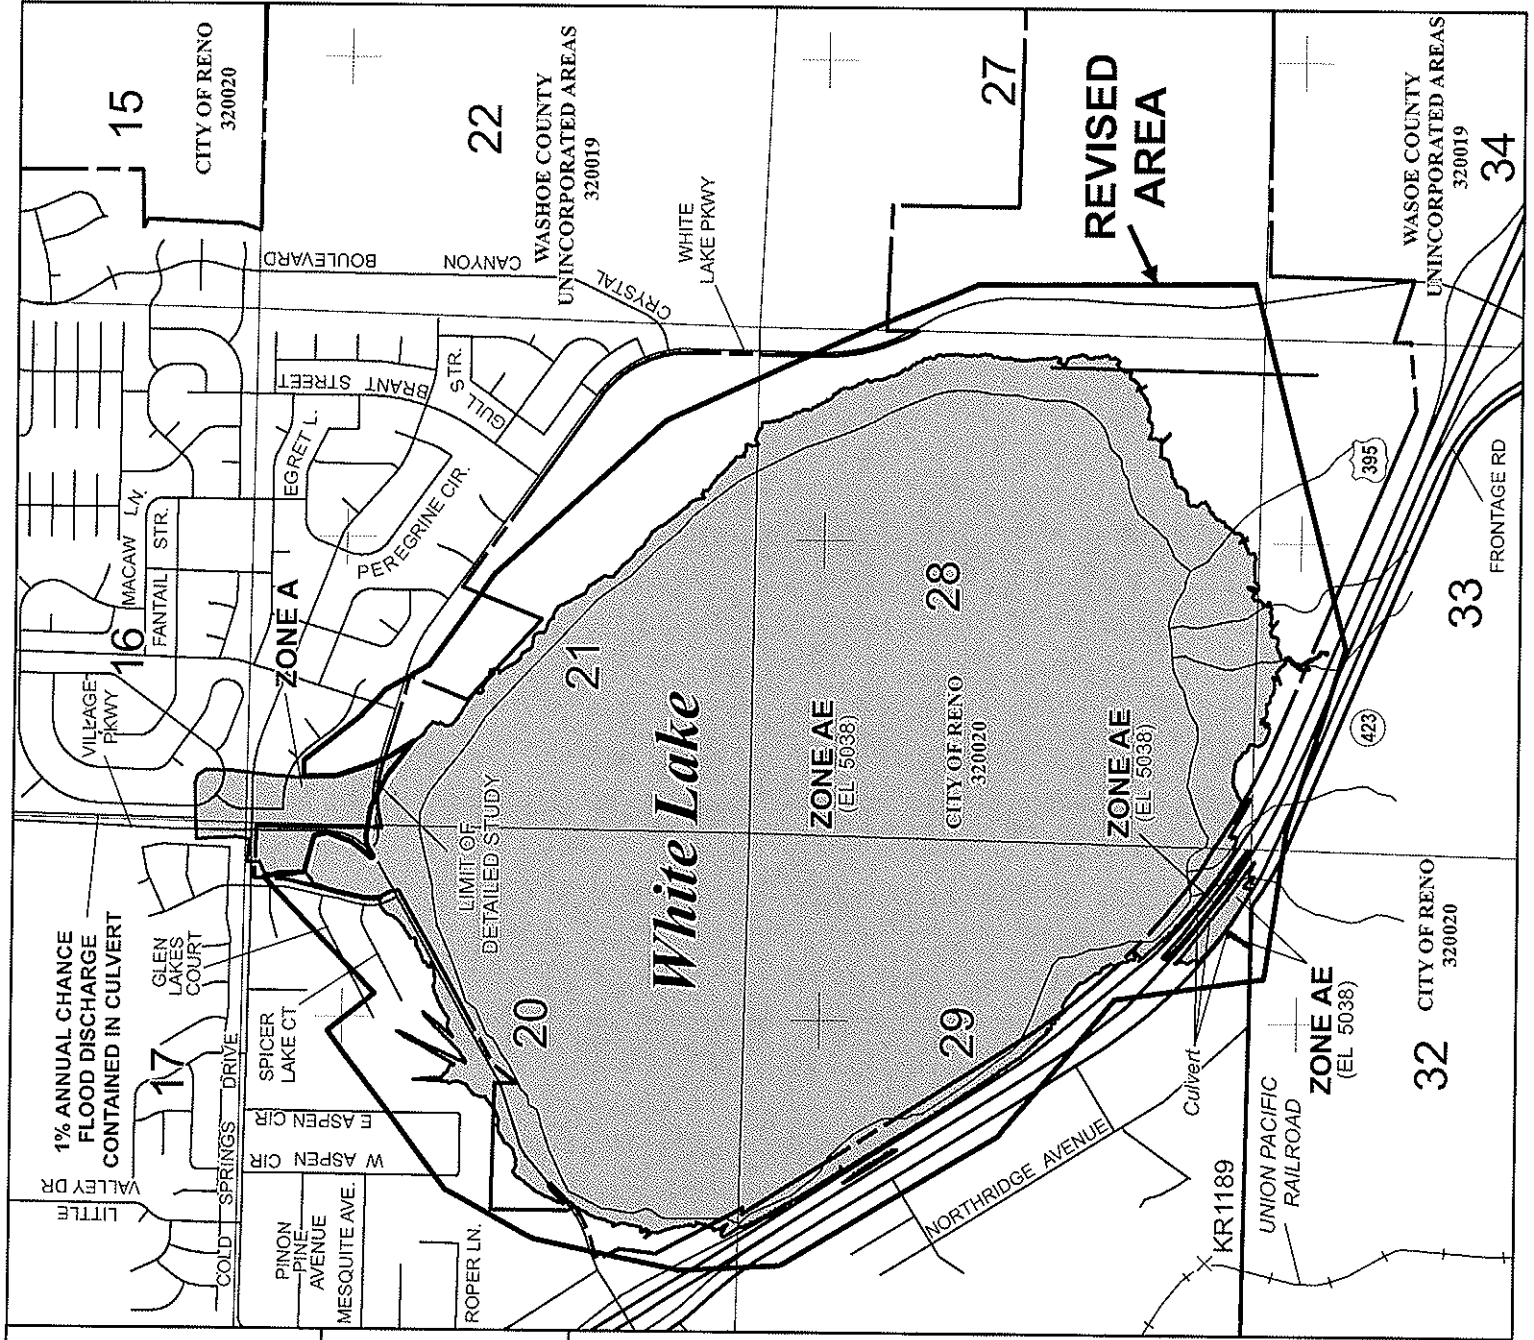 15
CITY OF RENO
320020
22
WASHOE COUNTY
UNINCORPORATED AREAS
320019
27
REVISED
AREA
WASOE COUNTY
UNINCORPORATED AREAS
320019
34
WHITE
LAKE PKWY
CRYSTAL
CANYON
BOULEVARD
BRANT STREET
GULL STR.
EGRET L.
PEREGRINE CIR.
MACAW LN.
FANTAIL STR.
16
ZONE A
VILLAGE
PKWY
21
28
395
FRONTAGE RD
33
423
White Lake
ZONE AE
(EL 5038)
CITY OF RENO
320020
ZONE AE
(EL 5038)
LIMIT OF
DETAILED STUDY
1% ANNUAL CHANCE
FLOOD DISCHARGE
CONTAINED IN CULVERT
GLEN
LAKES
COURT
SPICER
LAKE CT
17
20
29
CITY OF RENO
320020
32
ZONE AE
(EL 5038)
Culvert
LITTLE
VALLEY DR
COLD SPRINGS DRIVE
E ASPEN CIR
W ASPEN CIR
PINON
PINE
AVENUE
MESQUITE AVE.
ROPER LN.
NORTHRIDGE AVENUE
KR1189
UNION PACIFIC
RAILROAD